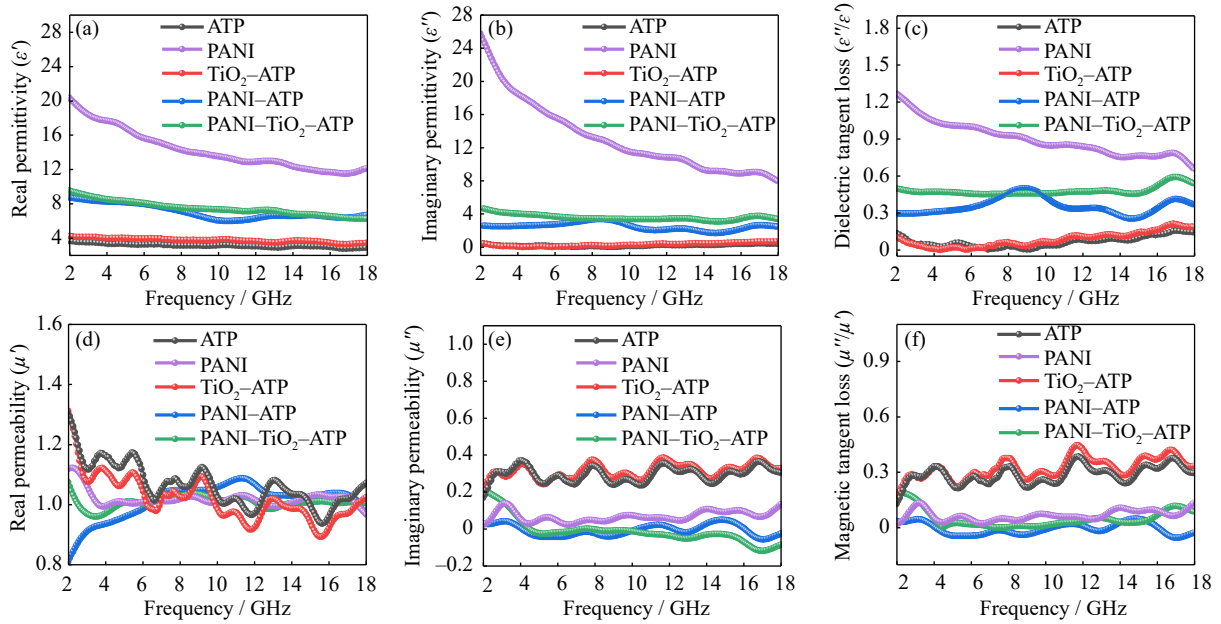 (a)
ATP
PANI
TiO2–ATP
PANI–ATP
PANI–TiO2–ATP
Real permittivity (ε′)
28
24
20
16
12
8
4
2 4 6 8 10 12 14 16 18
Frequency / GHz
(b)
ATP
PANI
TiO2–ATP
PANI–ATP
PANI–TiO2–ATP
Imaginary permittivity (ε″)
28
24
20
16
12
8
4
0
2 4 6 8 10 12 14 16 18
Frequency / GHz
(c)
ATP
PANI
TiO2–ATP
PANI–ATP
PANI–TiO2–ATP
Dielectric tangent loss (ε″/ε′)
1.8
1.5
1.2
0.9
0.6
0.3
0
2 4 6 8 10 12 14 16 18
Frequency / GHz
(d)
ATP
PANI
TiO2–ATP
PANI–ATP
PANI–TiO2–ATP
Real permeability (μ′)
1.6
1.4
1.2
1.0
0.8
2 4 6 8 10 12 14 16 18
Frequency / GHz
(e)
ATP
PANI
TiO2–ATP
PANI–ATP
PANI–TiO2–ATP
Imaginary permeability (μ″)
1.0
0.8
0.6
0.4
0.2
0
–0.2
2 4 6 8 10 12 14 16 18
Frequency / GHz
(f)
ATP
PANI
TiO2–ATP
PANI–ATP
PANI–TiO2–ATP
Magnetic tangent loss (μ″/μ′)
0.9
0.6
0.3
0
2 4 6 8 10 12 14 16 18
Frequency / GHz